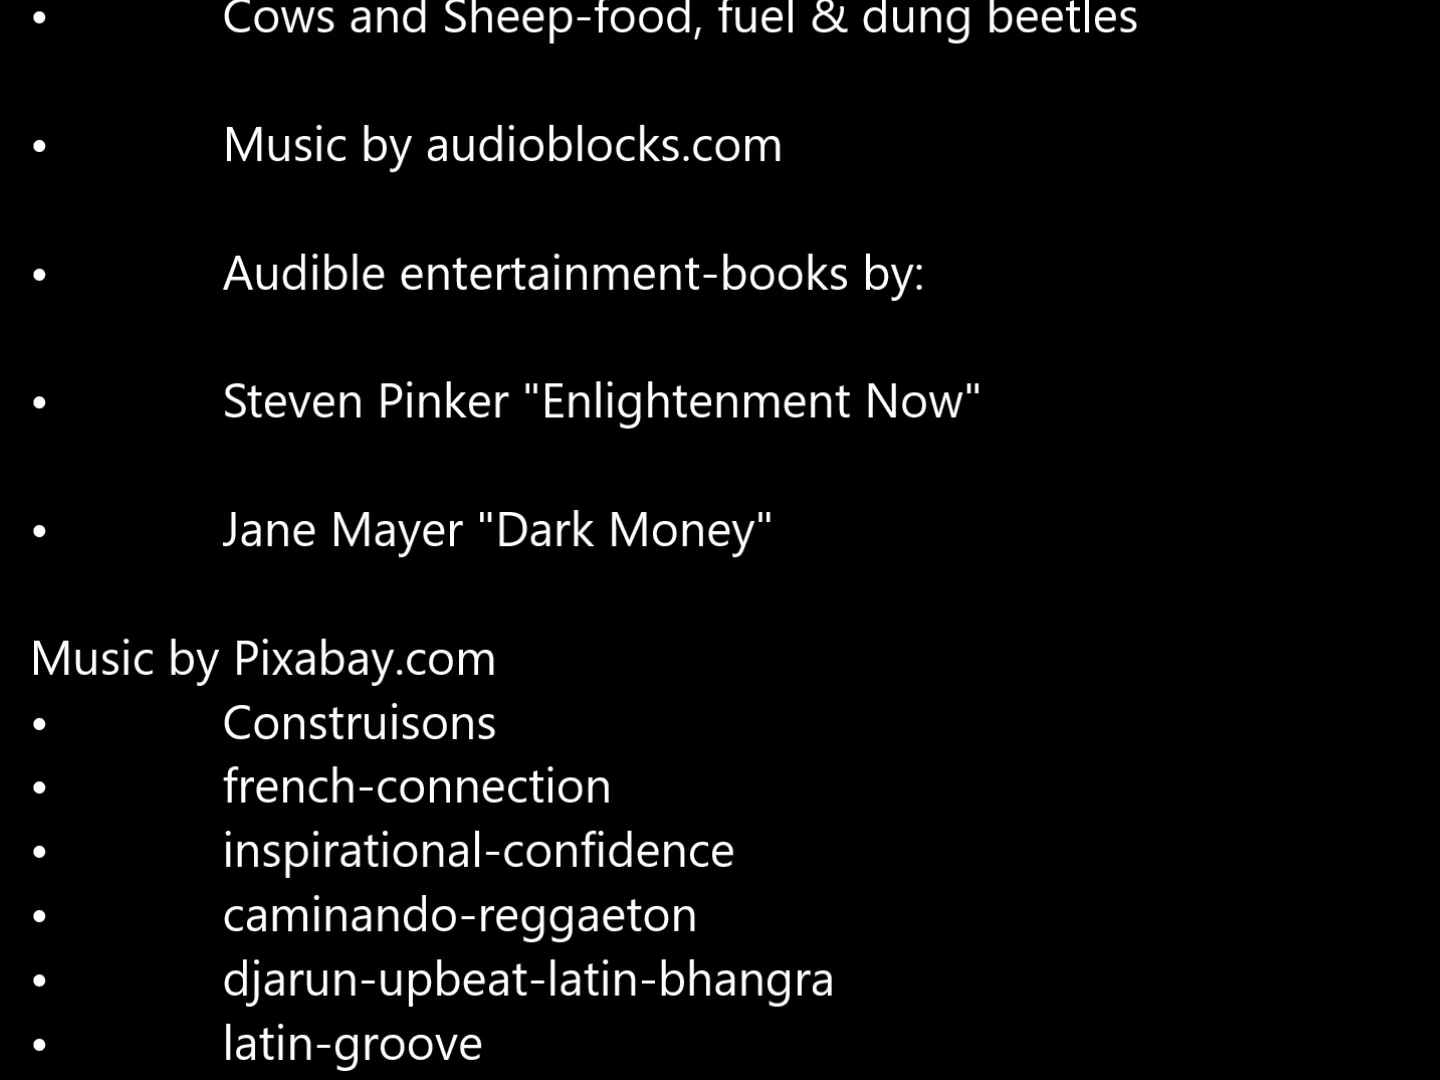 • Cows and Sheep-food, fuel & dung beetles
• Music by audioblocks.com
• Audible entertainment-books by:
• Steven Pinker "Enlightenment Now"
• Jane Mayer "Dark Money"
Music by Pixabay.com
• Construisons
• french-connection
• inspirational-confidence
• caminando-reggaeton
• djarun-upbeat-latin-bhangra
• latin-groove